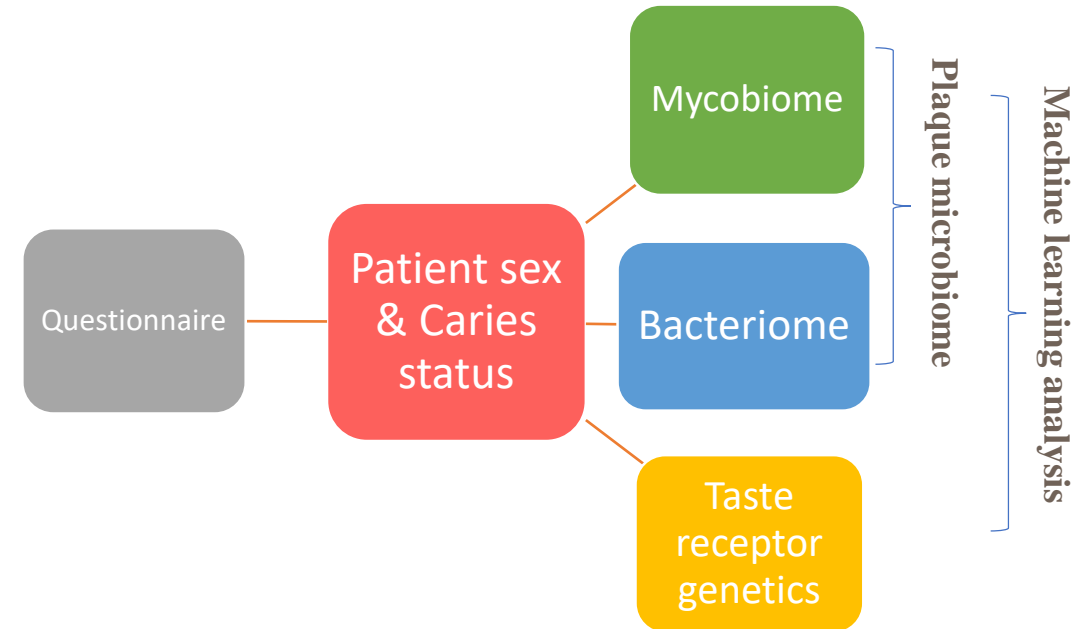 Questionnaire
Patient sex
& Caries
status
Mycobiome
Bacteriome
Taste
receptor
genetics
Plaque microbiome
Machine learning analysis